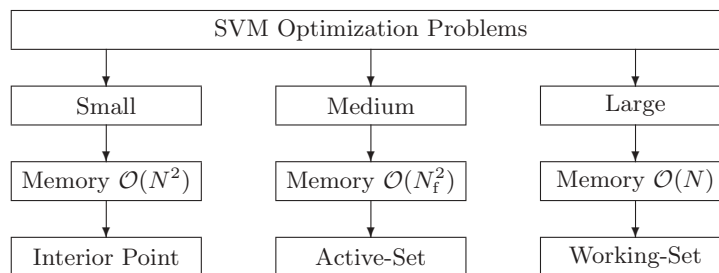 SVM Optimization Problems
Small Medium Large
Memory 𝒪(N²) Memory 𝒪(N_f²) Memory 𝒪(N)
Interior Point Active-Set Working-Set